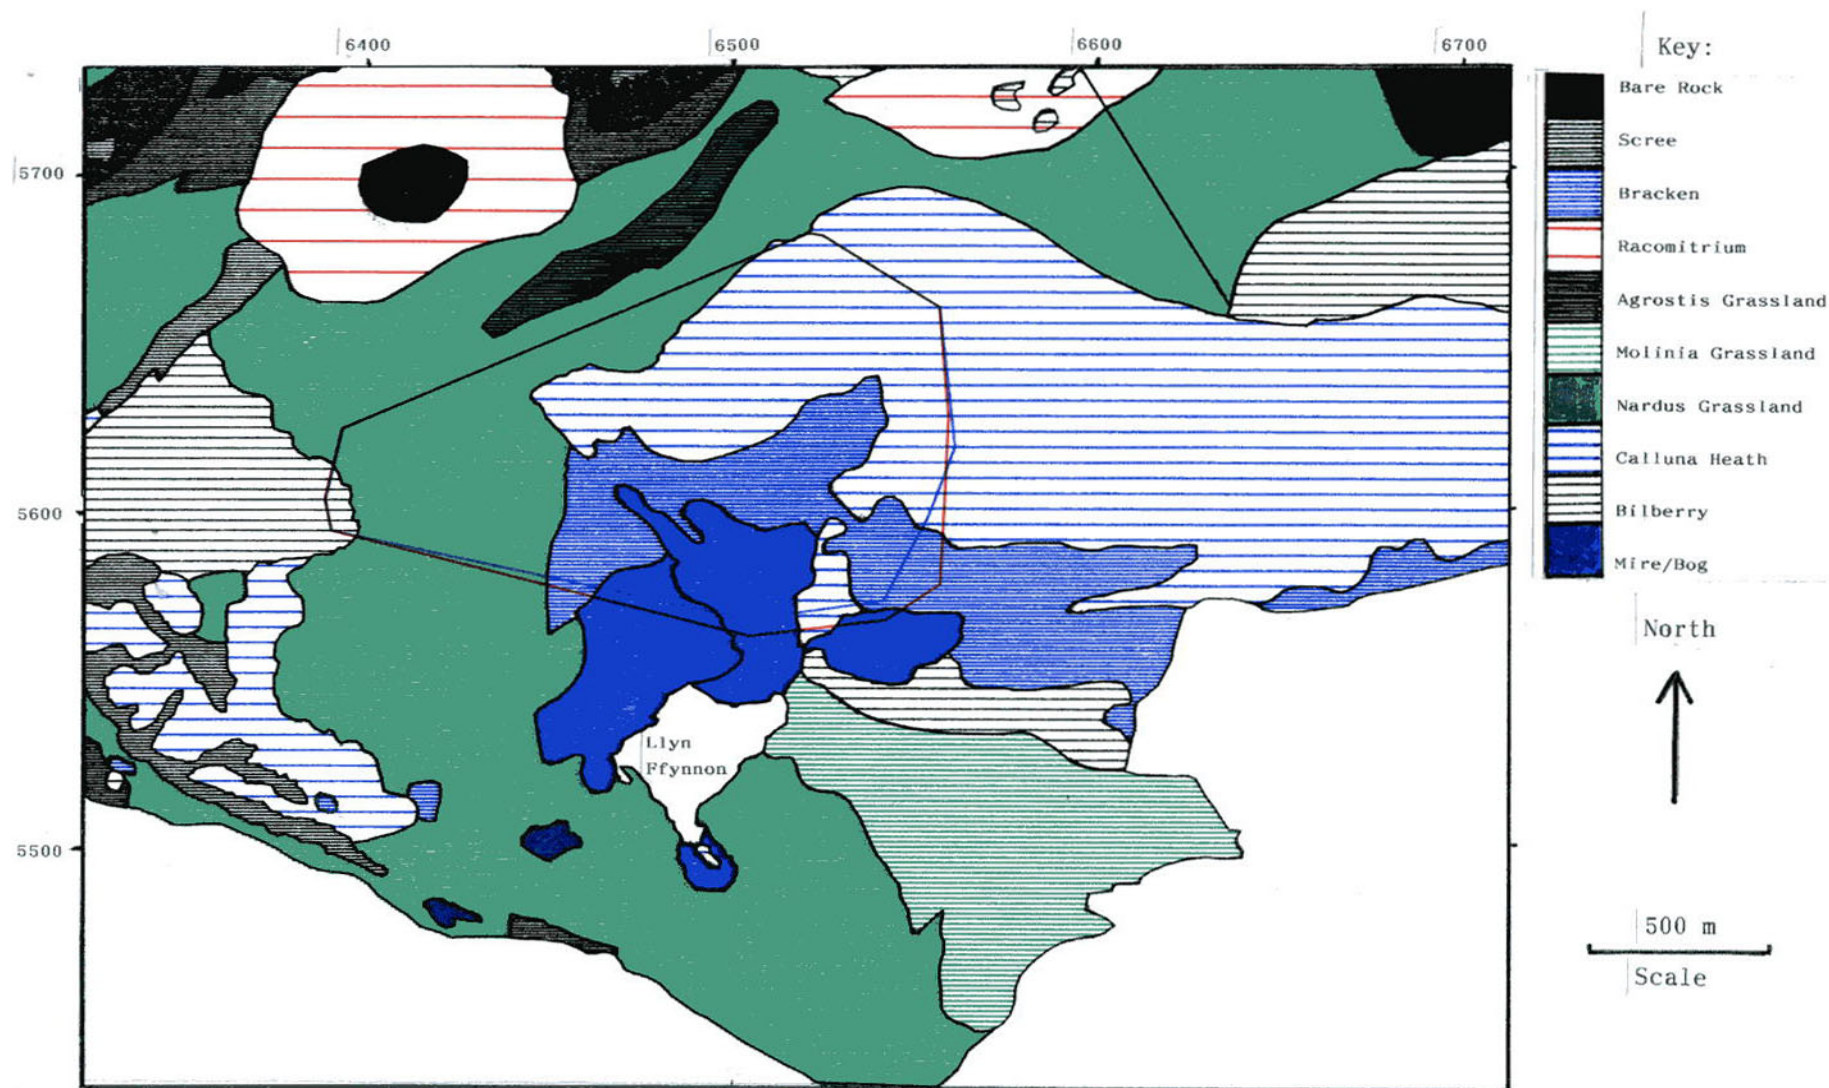 6400
6500
6600
6700
5700
5600
5500
Llyn
Ffynnon
Key:
Bare Rock
Scree
Bracken
Racomitrium
Agrostis Grassland
Molinia Grassland
Nardus Grassland
Calluna Heath
Bilberry
Mire/Bog
North
500 m
Scale